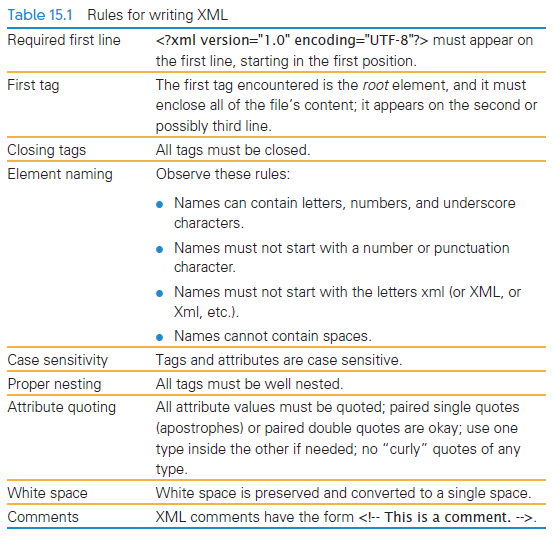 Table 15.1 Rules for writing XML
Required first line <?xml version="1.0" encoding="UTF-8"?> must appear on
the first line, starting in the first position.
First tag The first tag encountered is the root element, and it must
enclose all of the file's content; it appears on the second or
possibly third line.
Closing tags All tags must be closed.
Element naming Observe these rules:
• Names can contain letters, numbers, and underscore
characters.
• Names must not start with a number or punctuation
character.
• Names must not start with the letters xml (or XML, or
Xml, etc.).
• Names cannot contain spaces.
Case sensitivity Tags and attributes are case sensitive.
Proper nesting All tags must be well nested.
Attribute quoting All attribute values must be quoted; paired single quotes
(apostrophes) or paired double quotes are okay; use one
type inside the other if needed; no “curly” quotes of any
type.
White space White space is preserved and converted to a single space.
Comments XML comments have the form <!-- This is a comment. -->.